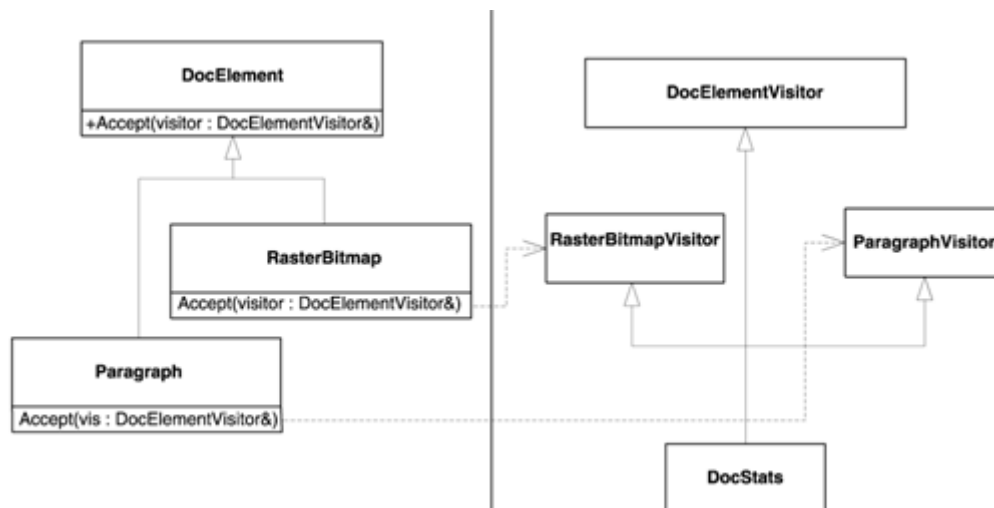 DocElement
+Accept(visitor : DocElementVisitor&)
RasterBitmap
Accept(visitor : DocElementVisitor&)
Paragraph
Accept(vis : DocElementVisitor&)
DocElementVisitor
RasterBitmapVisitor
ParagraphVisitor
DocStats